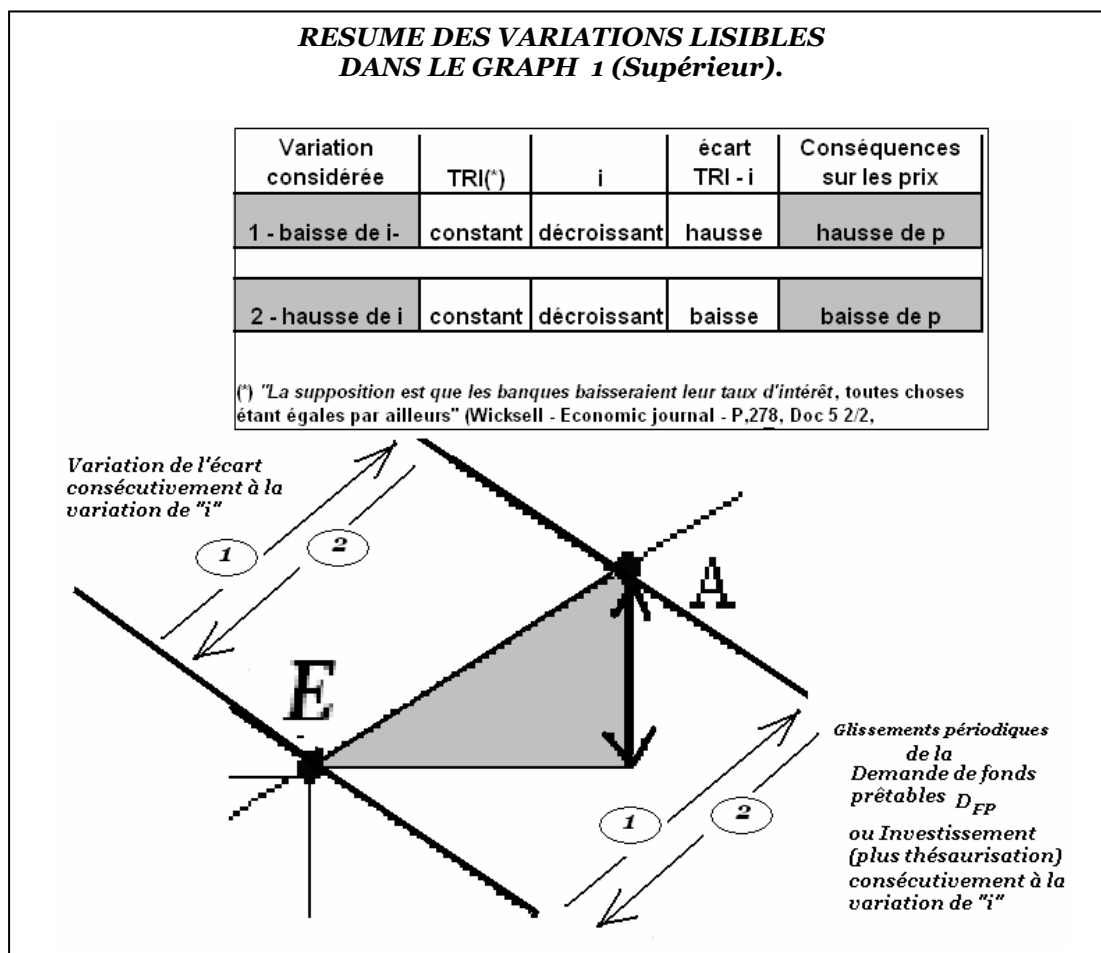 RESUME DES VARIATIONS LISIBLES
DANS LE GRAPH 1 (Supérieur).
Variation considérée TRI(*) i écart TRI - i Conséquences sur les prix
1 - baisse de i- constant décroissant hausse hausse de p
2 - hausse de i constant décroissant baisse baisse de p
(*) "La supposition est que les banques baisseraient leur taux d'intérêt, toutes choses
étant égales par ailleurs" (Wicksell - Economic journal - P,278, Doc 5 2/2,
Variation de l'écart
consécutivement à la
variation de "i"
1
2
A
E
Glissements périodiques
de la
Demande de fonds
prêtables D_FP
ou Investissement
(plus thésaurisation)
consécutivement à la
variation de "i"
1
2